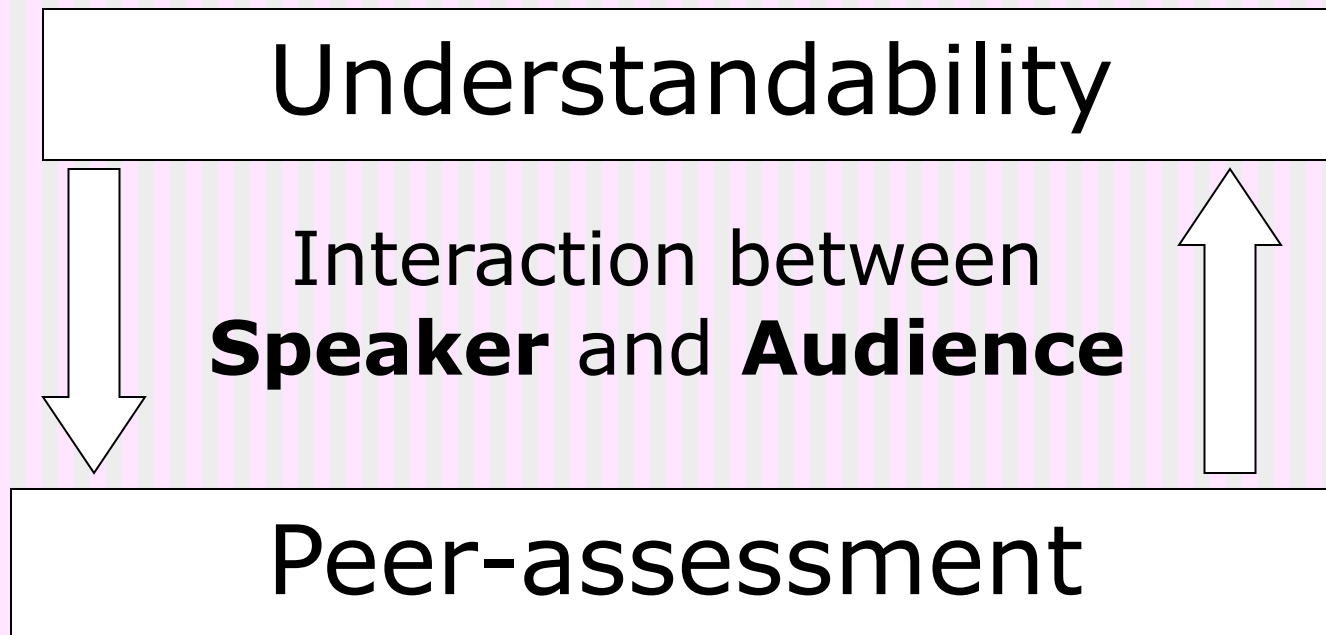 Understandability
Interaction between
Speaker and Audience
Peer-assessment